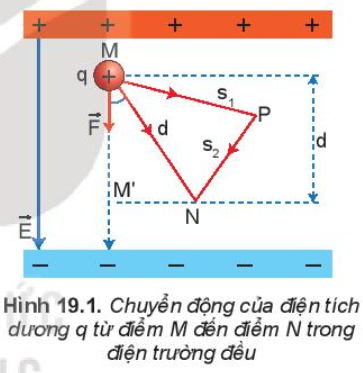 + + + + +
M
q +
s₁
P
F⃗ d d
s₂
M'
N
E⃗
− − − − −
Hình 19.1. Chuyển động của điện tích
dương q từ điểm M đến điểm N trong
điện trường đều